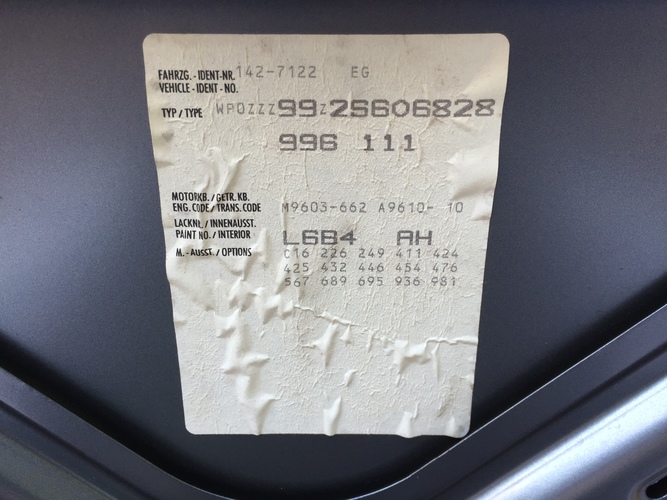 FAHRZG.-IDENT-NR. 142-7122 EG
VEHICLE-IDENT-NO.
TYP / TYPE WP0ZZZ99Z2S606828
996 111
MOTORKB. / GETR. KB.
ENG. CODE / TRANS. CODE M9603-662 A9610- 10
LACKNR. / INNENAUSST.
PAINT NO. / INTERIOR L6B4 AH
M.-AUSST. / OPTIONS C16 226 249 411 424
425 432 446 454 476
567 689 695 936 981